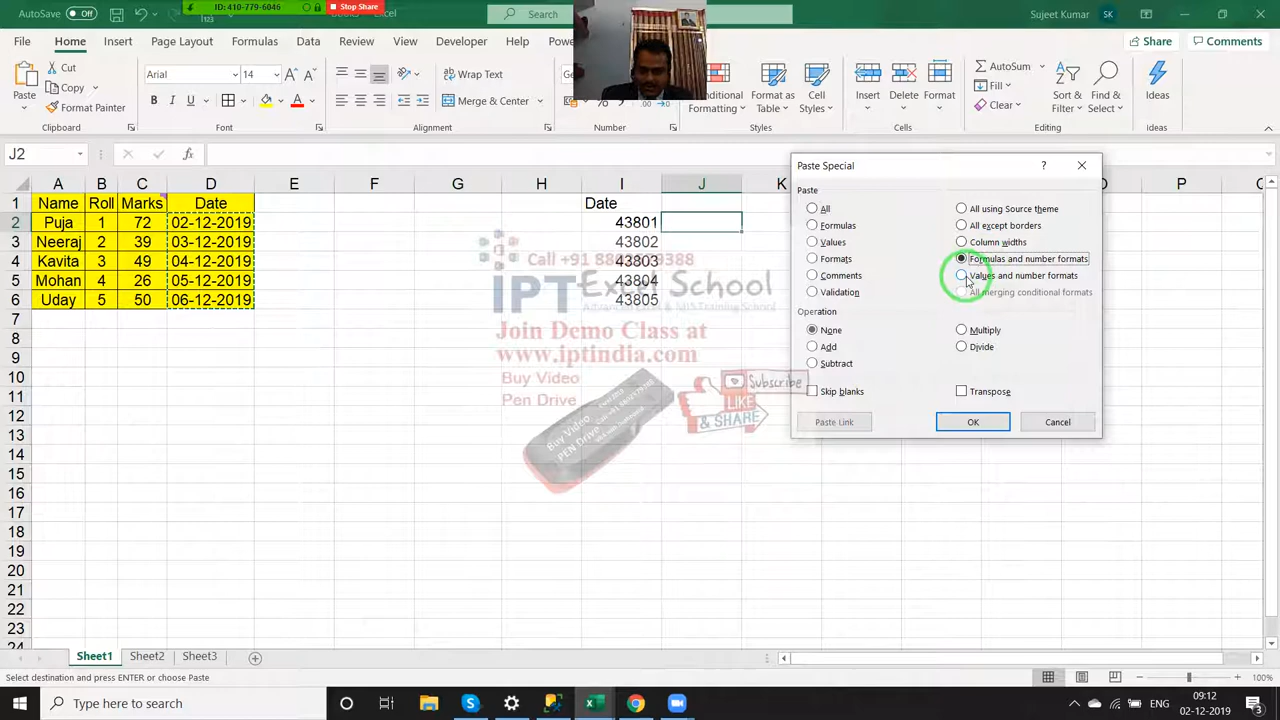 AutoSave Off
ID: 410-779-6046
Stop Share
Search
Sujeet Kumar
SK
File Home Insert Page Layout Formulas Data Review View Developer Help
Share Comments
Paste
Cut
Copy
Format Painter
Arial 14
B I U
Wrap Text
Merge & Center
Conditional Formatting
Format as Table
Cell Styles
Insert Delete Format
AutoSum
Fill
Clear
Sort & Filter
Find & Select
Ideas
Clipboard Font Alignment Number Styles Cells Editing Ideas
J2
fx
A B C D E F G H I J K P Q
1 Name Roll Marks Date Date
2 Puja 1 72 02-12-2019 43801
3 Neeraj 2 39 03-12-2019 43802
4 Kavita 3 49 04-12-2019 43803
5 Mohan 4 26 05-12-2019 43804
6 Uday 5 50 06-12-2019 43805
7
8
9
10
11
12
13
14
15
16
17
18
19
20
21
22
23
24
IPT Excel School
Advanced Excel & MIS Training School
Join Demo Class at
www.iptindia.com
Buy Video
Pen Drive
Buy Video
PEN Drive
Subscribe
LIKE
& SHARE
Paste Special
?
Paste
All
All using Source theme
Formulas
All except borders
Values
Column widths
Formats
Formulas and number formats
Comments
Values and number formats
Validation
All merging conditional formats
Operation
None
Multiply
Add
Divide
Subtract
Skip blanks
Transpose
Paste Link
OK
Cancel
Sheet1 Sheet2 Sheet3
Select destination and press ENTER or choose Paste
100%
Type here to search
ENG
09:12
02-12-2019
3